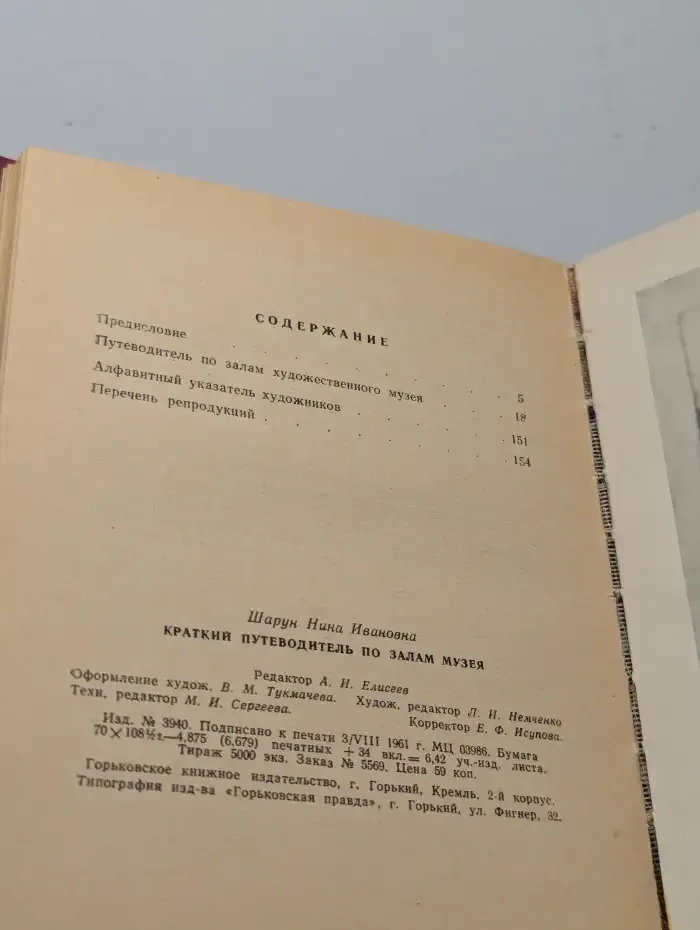 СОДЕРЖАНИЕ
Предисловие . . . . . . . . . 5
Путеводитель по залам художественного музея . . . 18
Алфавитный указатель художников . . . . . 151
Перечень репродукций . . . . . . . 154
Шарун Нина Ивановна
КРАТКИЙ ПУТЕВОДИТЕЛЬ ПО ЗАЛАМ МУЗЕЯ
Редактор А. И. Елисеев
Оформление худож. В. М. Тукмачева. Худож. редактор Л. И. Немченко
Техн. редактор М. И. Сергеева. Корректор Е. Ф. Исупова.
Изд. № 3940. Подписано к печати 3/VIII 1961 г. МЦ 03986. Бумага
70×108¹⁄₃₂—4,875 (6,679) печатных + 34 вкл.= 6,42 уч.-изд. листа.
Тираж 5000 экз. Заказ № 5569. Цена 59 коп.
Горьковское книжное издательство, г. Горький, Кремль, 2-й корпус.
Типография изд-ва «Горьковская правда», г. Горький, ул. Фигнер, 32.